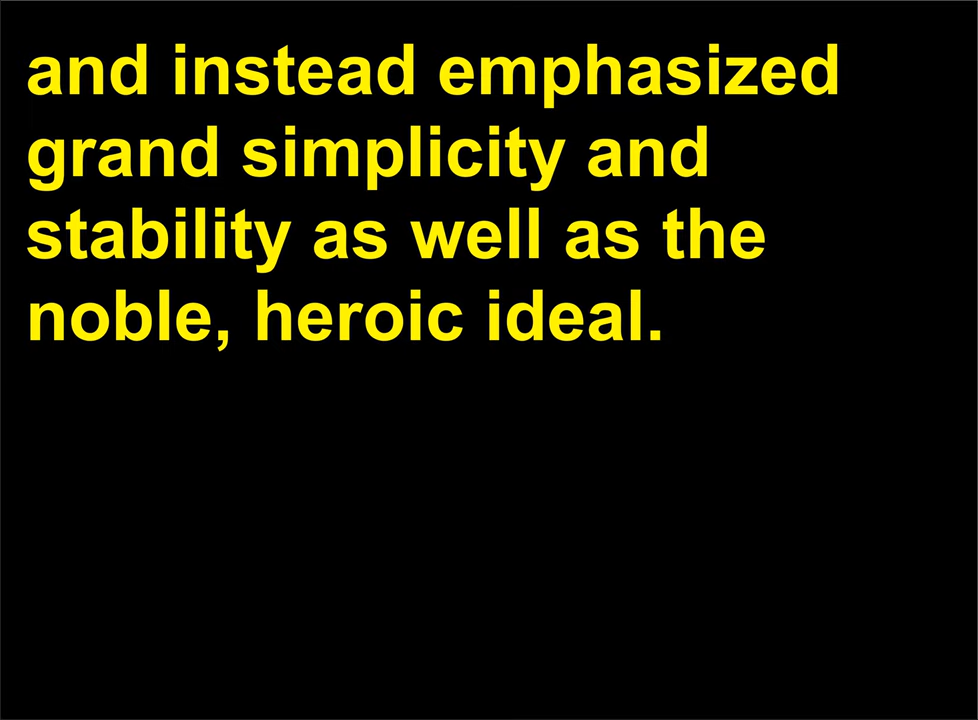 and instead emphasized
grand simplicity and
stability as well as the
noble, heroic ideal.